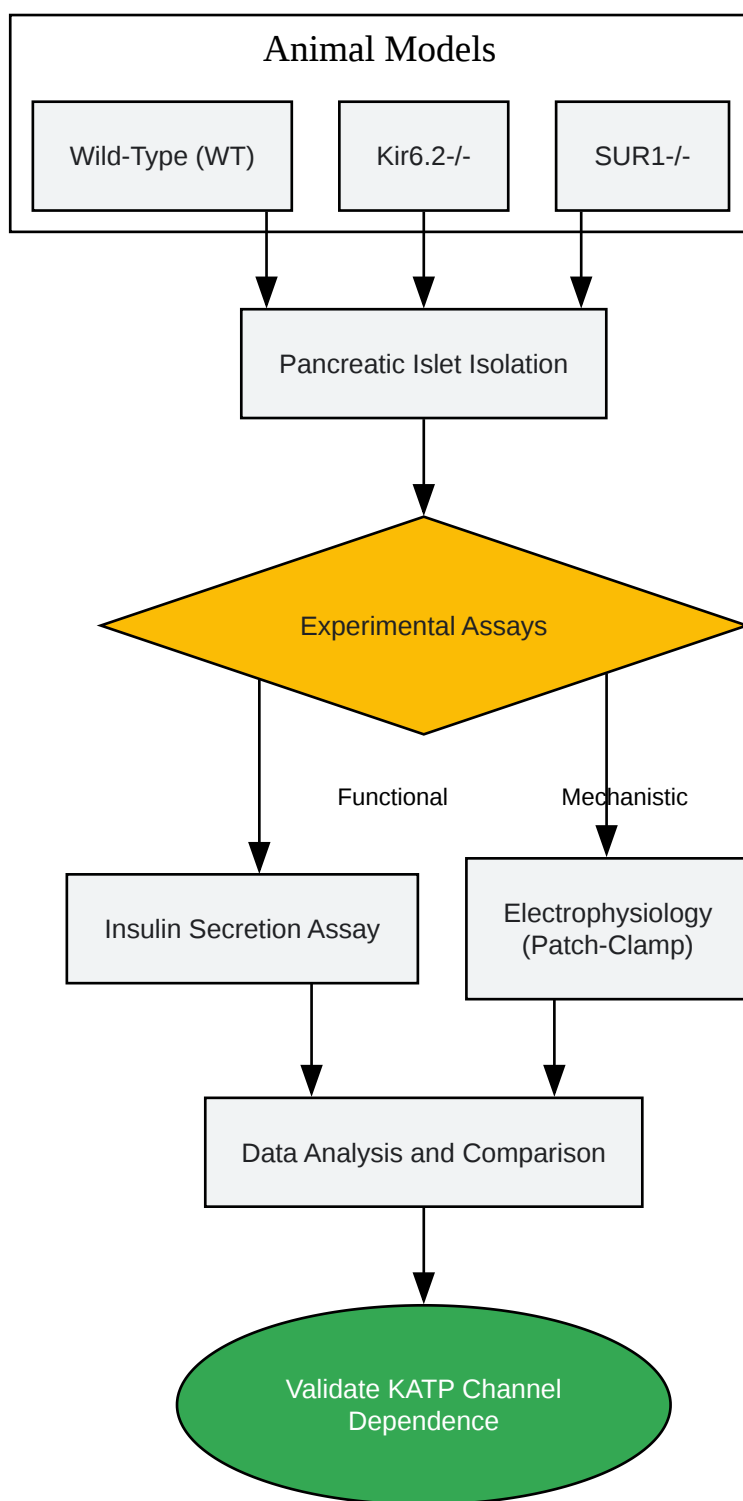 Animal Models
Wild-Type (WT)
Kir6.2-/-
SUR1-/-
Pancreatic Islet Isolation
Experimental Assays
Functional
Mechanistic
Insulin Secretion Assay
Electrophysiology
(Patch-Clamp)
Data Analysis and Comparison
Validate KATP Channel
Dependence